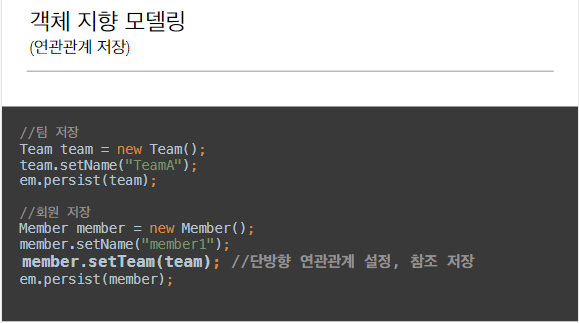 객체 지향 모델링
(연관관계 저장)
//팀 저장
Team team = new Team();
team.setName("TeamA");
em.persist(team);
//회원 저장
Member member = new Member();
member.setName("member1");
member.setTeam(team); //단방향 연관관계 설정, 참조 저장
em.persist(member);